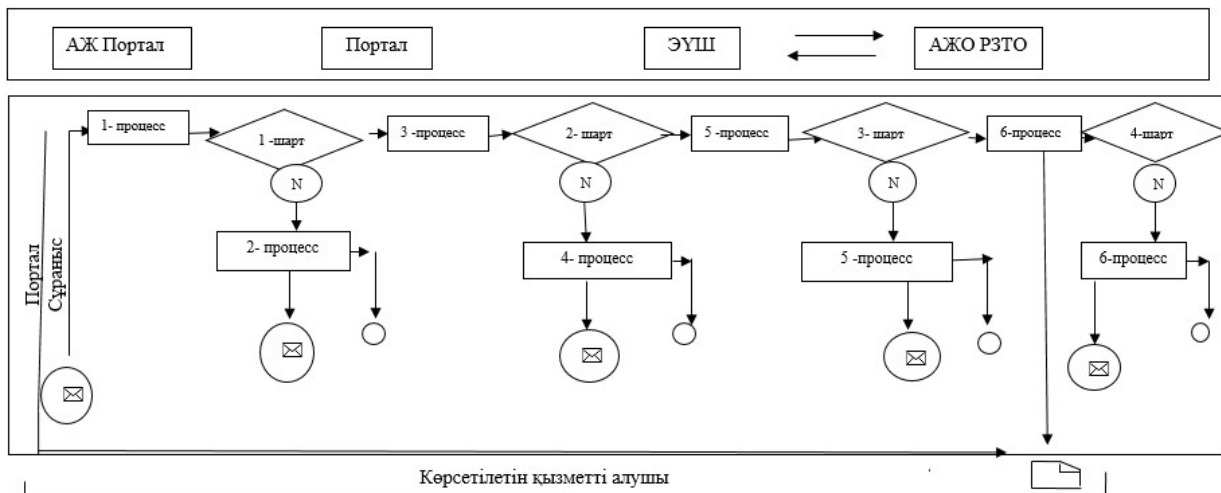 АЖ Портал
Портал
ЭҮШ
АЖО РЗТО
1- процесс
1 -шарт
3 -процесс
2- шарт
5 -процесс
3- шарт
6-процесс
4-шарт
N
N
N
N
2- процесс
4- процесс
5 -процесс
6-процесс
Портал
Сұраныс
Көрсетілетін қызметті алушы